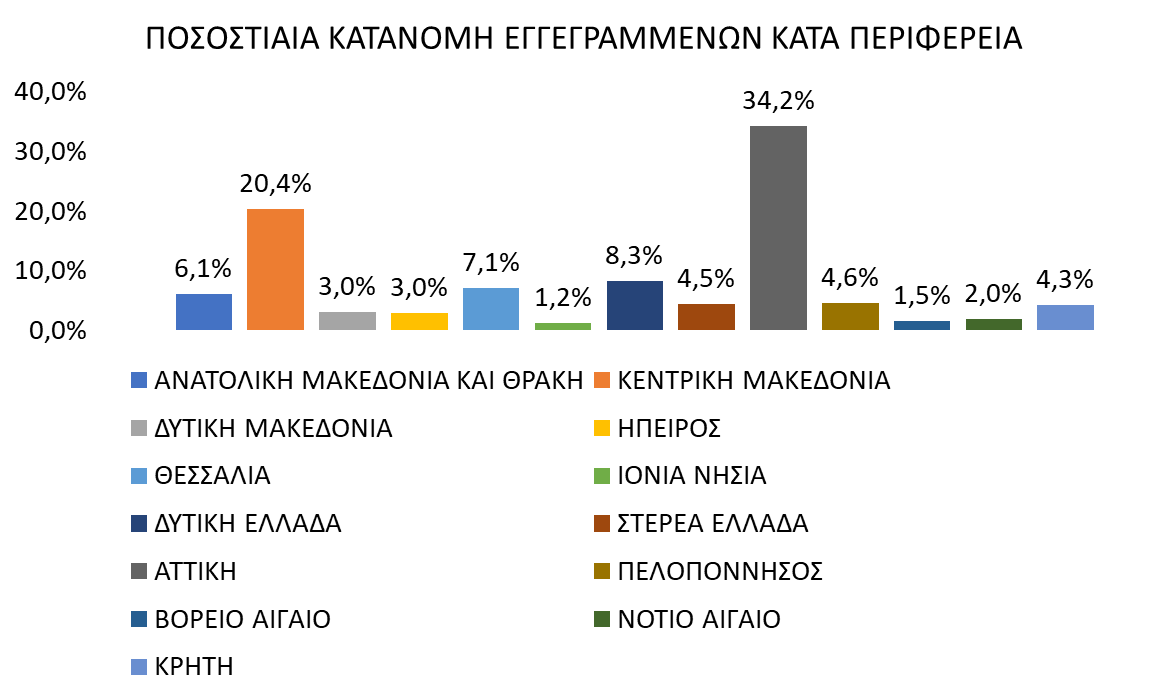 ΠΟΣΟΣΤΙΑΙΑ ΚΑΤΑΝΟΜΗ ΕΓΓΕΓΡΑΜΜΕΝΩΝ ΚΑΤΑ ΠΕΡΙΦΕΡΕΙΑ
40,0%
30,0%
20,0%
10,0%
0,0%
6,1%
20,4%
3,0%
3,0%
7,1%
1,2%
8,3%
4,5%
34,2%
4,6%
1,5%
2,0%
4,3%
ΑΝΑΤΟΛΙΚΗ ΜΑΚΕΔΟΝΙΑ ΚΑΙ ΘΡΑΚΗ
ΚΕΝΤΡΙΚΗ ΜΑΚΕΔΟΝΙΑ
ΔΥΤΙΚΗ ΜΑΚΕΔΟΝΙΑ
ΗΠΕΙΡΟΣ
ΘΕΣΣΑΛΙΑ
ΙΟΝΙΑ ΝΗΣΙΑ
ΔΥΤΙΚΗ ΕΛΛΑΔΑ
ΣΤΕΡΕΑ ΕΛΛΑΔΑ
ΑΤΤΙΚΗ
ΠΕΛΟΠΟΝΝΗΣΟΣ
ΒΟΡΕΙΟ ΑΙΓΑΙΟ
ΝΟΤΙΟ ΑΙΓΑΙΟ
ΚΡΗΤΗ